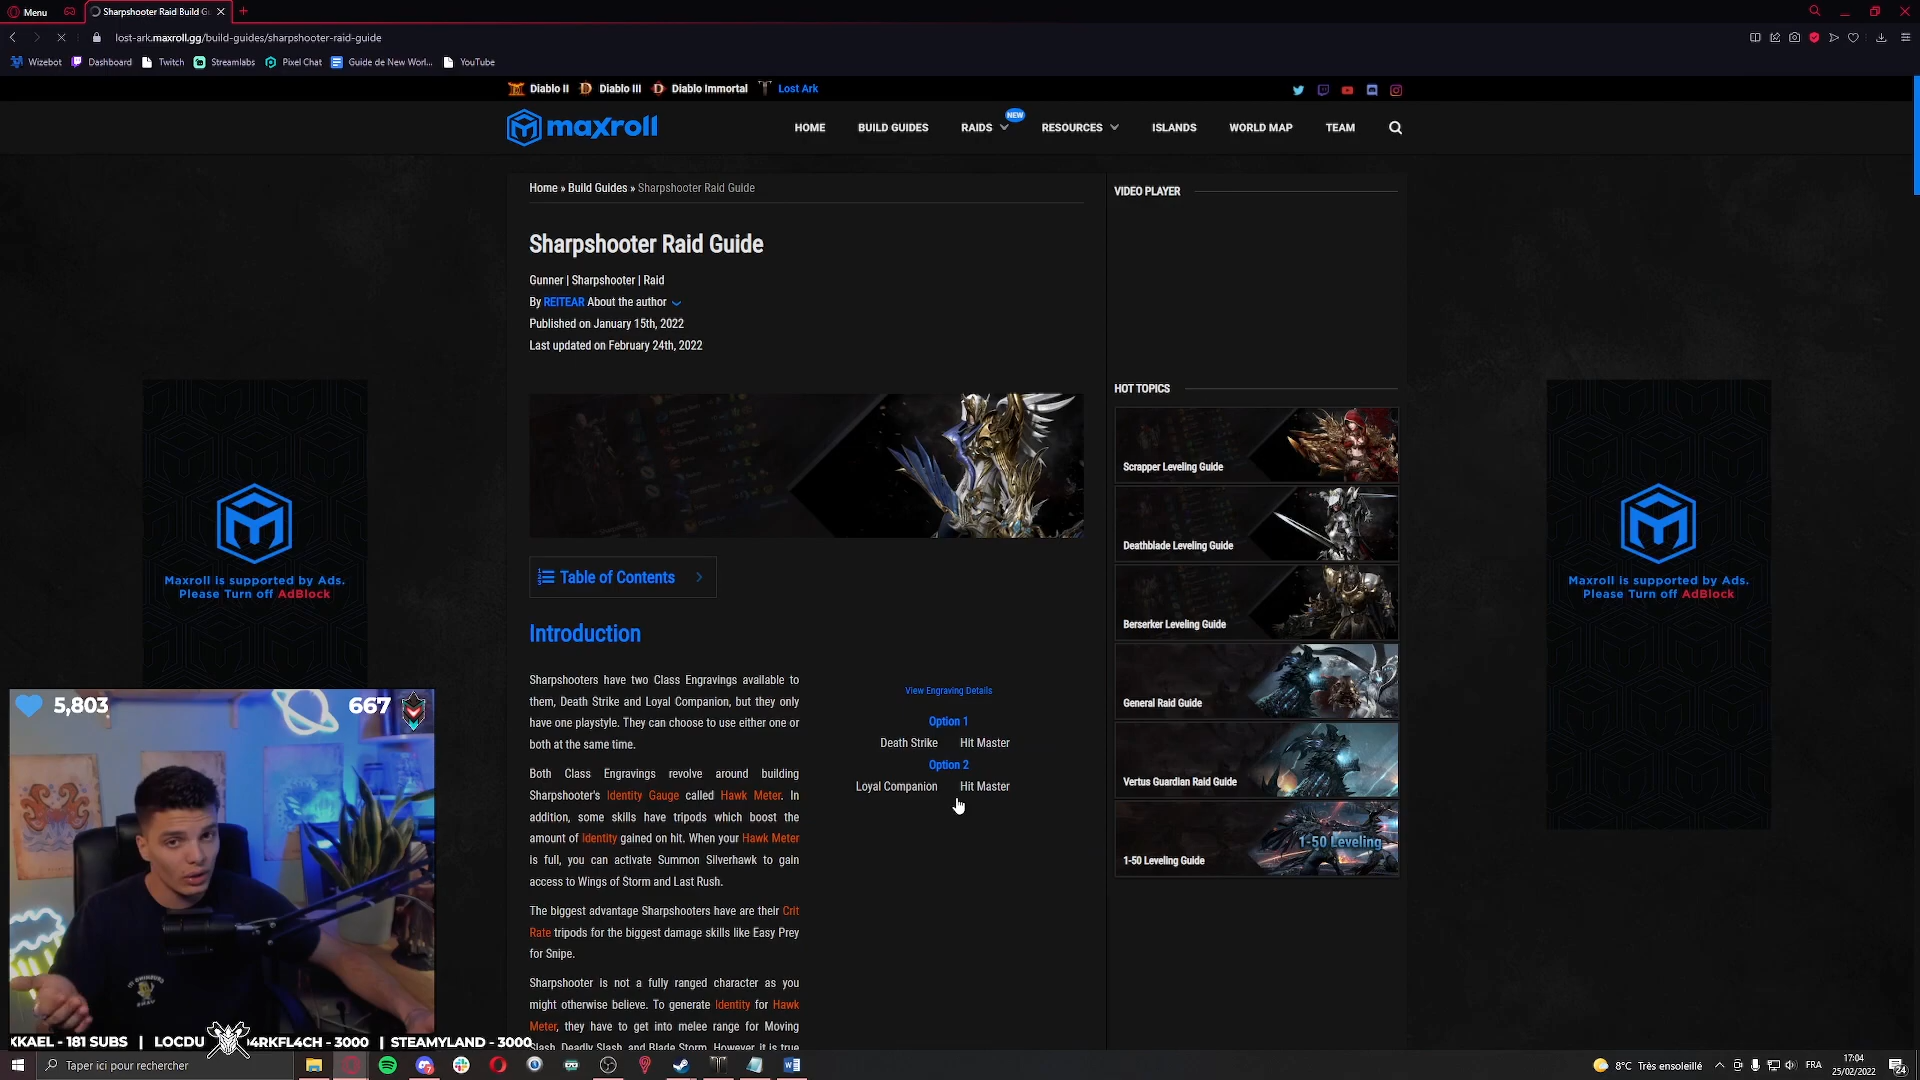 Menu
Sharpshooter Raid Build G
lost-ark.maxroll.gg/build-guides/sharpshooter-raid-guide
Wizebot Dashboard Twitch Streamlabs Pixel Chat Guide de New Worl... YouTube
Diablo II Diablo III Diablo Immortal Lost Ark
maxroll
HOME BUILD GUIDES RAIDS NEW RESOURCES ISLANDS WORLD MAP TEAM
Home » Build Guides » Sharpshooter Raid Guide
Sharpshooter Raid Guide
Gunner | Sharpshooter | Raid
By REITEAR About the author
Published on January 15th, 2022
Last updated on February 24th, 2022
Table of Contents
Introduction
Sharpshooters have two Class Engravings available to
them, Death Strike and Loyal Companion, but they only
have one playstyle. They can choose to use either one or
both at the same time.
Both Class Engravings revolve around building
Sharpshooter's Identity Gauge called Hawk Meter. In
addition, some skills have tripods which boost the
amount of Identity gained on hit. When your Hawk Meter
is full, you can activate Summon Silverhawk to gain
access to Wings of Storm and Last Rush.
The biggest advantage Sharpshooters have are their Crit
Rate tripods for the biggest damage skills like Easy Prey
for Snipe.
Sharpshooter is not a fully ranged character as you
might otherwise believe. To generate Identity for Hawk
Meter, they have to get into melee range for Moving
Slash, Deadly Slash, and Blade Storm. However, it is true
View Engraving Details
Option 1
Death Strike Hit Master
Option 2
Loyal Companion Hit Master
VIDEO PLAYER
HOT TOPICS
Scrapper Leveling Guide
Deathblade Leveling Guide
Berserker Leveling Guide
General Raid Guide
Vertus Guardian Raid Guide
1-50 Leveling
1-50 Leveling Guide
Maxroll is supported by Ads.
Please Turn off AdBlock
Maxroll is supported by Ads.
Please Turn off AdBlock
5,803
667
XKAEL - 181 SUBS | LOCDU 4RKFL4CH - 3000 | STEAMYLAND - 3000
Taper ici pour rechercher
8°C Très ensoleillé
FRA
17:04
25/02/2022
24